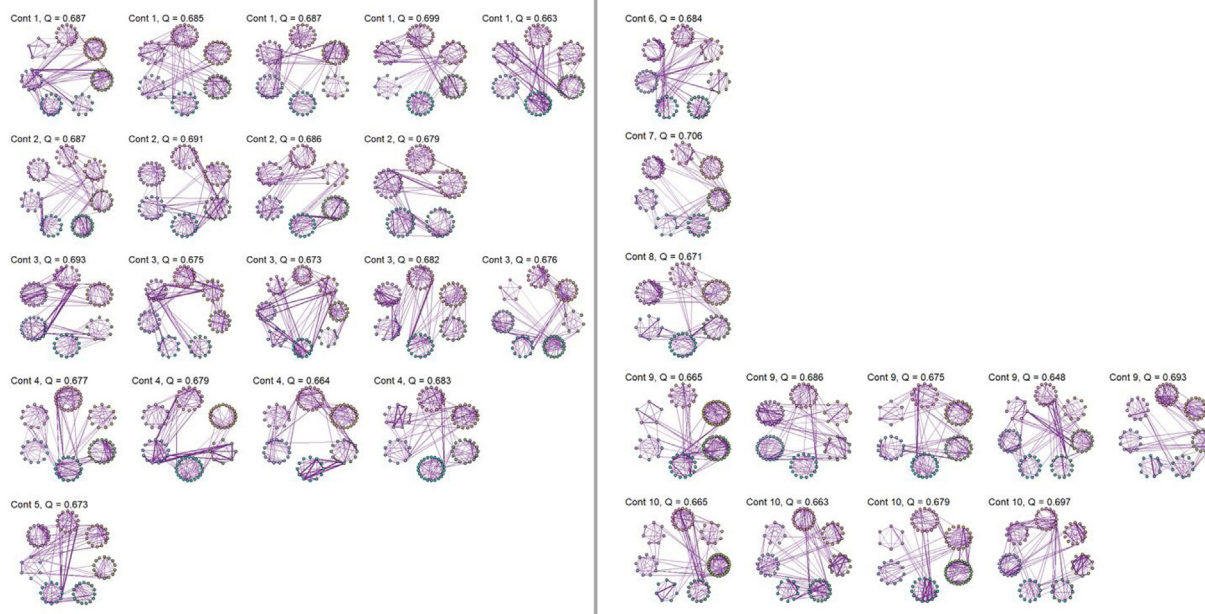 Cont 1, Q = 0.687
Cont 1, Q = 0.685
Cont 1, Q = 0.687
Cont 1, Q = 0.699
Cont 1, Q = 0.663
Cont 2, Q = 0.687
Cont 2, Q = 0.691
Cont 2, Q = 0.686
Cont 2, Q = 0.679
Cont 3, Q = 0.693
Cont 3, Q = 0.675
Cont 3, Q = 0.673
Cont 3, Q = 0.682
Cont 3, Q = 0.676
Cont 4, Q = 0.677
Cont 4, Q = 0.679
Cont 4, Q = 0.664
Cont 4, Q = 0.683
Cont 5, Q = 0.673
Cont 6, Q = 0.684
Cont 7, Q = 0.706
Cont 8, Q = 0.671
Cont 9, Q = 0.665
Cont 9, Q = 0.686
Cont 9, Q = 0.675
Cont 9, Q = 0.648
Cont 9, Q = 0.693
Cont 10, Q = 0.665
Cont 10, Q = 0.663
Cont 10, Q = 0.679
Cont 10, Q = 0.697